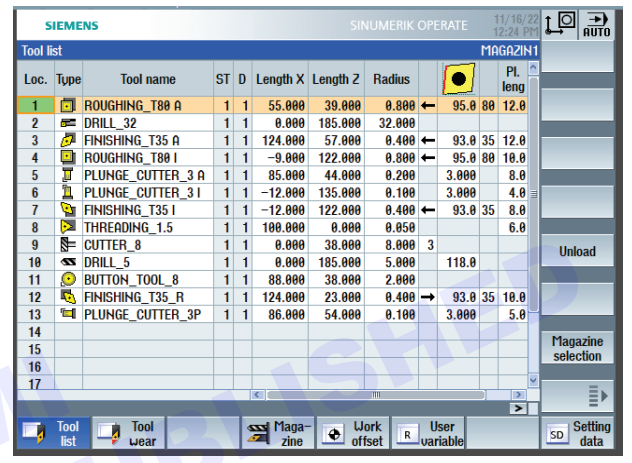 SIEMENS SINUMERIK OPERATE 11/16/22 12:24 PM AUTO
Tool list MAGAZIN1
Loc. Type Tool name ST D Length X Length Z Radius Pl. leng
1 ROUGHING_T80 A 1 1 55.000 39.000 0.800 ← 95.0 80 12.0
2 DRILL_32 1 1 0.000 185.000 32.000
3 FINISHING_T35 A 1 1 124.000 57.000 0.400 ← 93.0 35 12.0
4 ROUGHING_T80 I 1 1 -9.000 122.000 0.800 ← 95.0 80 10.0
5 PLUNGE_CUTTER_3 A 1 1 85.000 44.000 0.200 3.000 8.0
6 PLUNGE_CUTTER_3 I 1 1 -12.000 135.000 0.100 3.000 4.0
7 FINISHING_T35 I 1 1 -12.000 122.000 0.400 ← 93.0 35 8.0
8 THREADING_1.5 1 1 100.000 0.000 0.050 6.0
9 CUTTER_8 1 1 0.000 38.000 8.000 3
10 DRILL_5 1 1 0.000 185.000 5.000 118.0
11 BUTTON_TOOL_8 1 1 88.000 38.000 2.000
12 FINISHING_T35_R 1 1 124.000 23.000 0.400 → 93.0 35 10.0
13 PLUNGE_CUTTER_3P 1 1 86.000 54.000 0.100 3.000 5.0
14
15
16
17
Unload
Magazine selection
Tool list
Tool wear
Maga-zine
Work offset
R User variable
SD Setting data